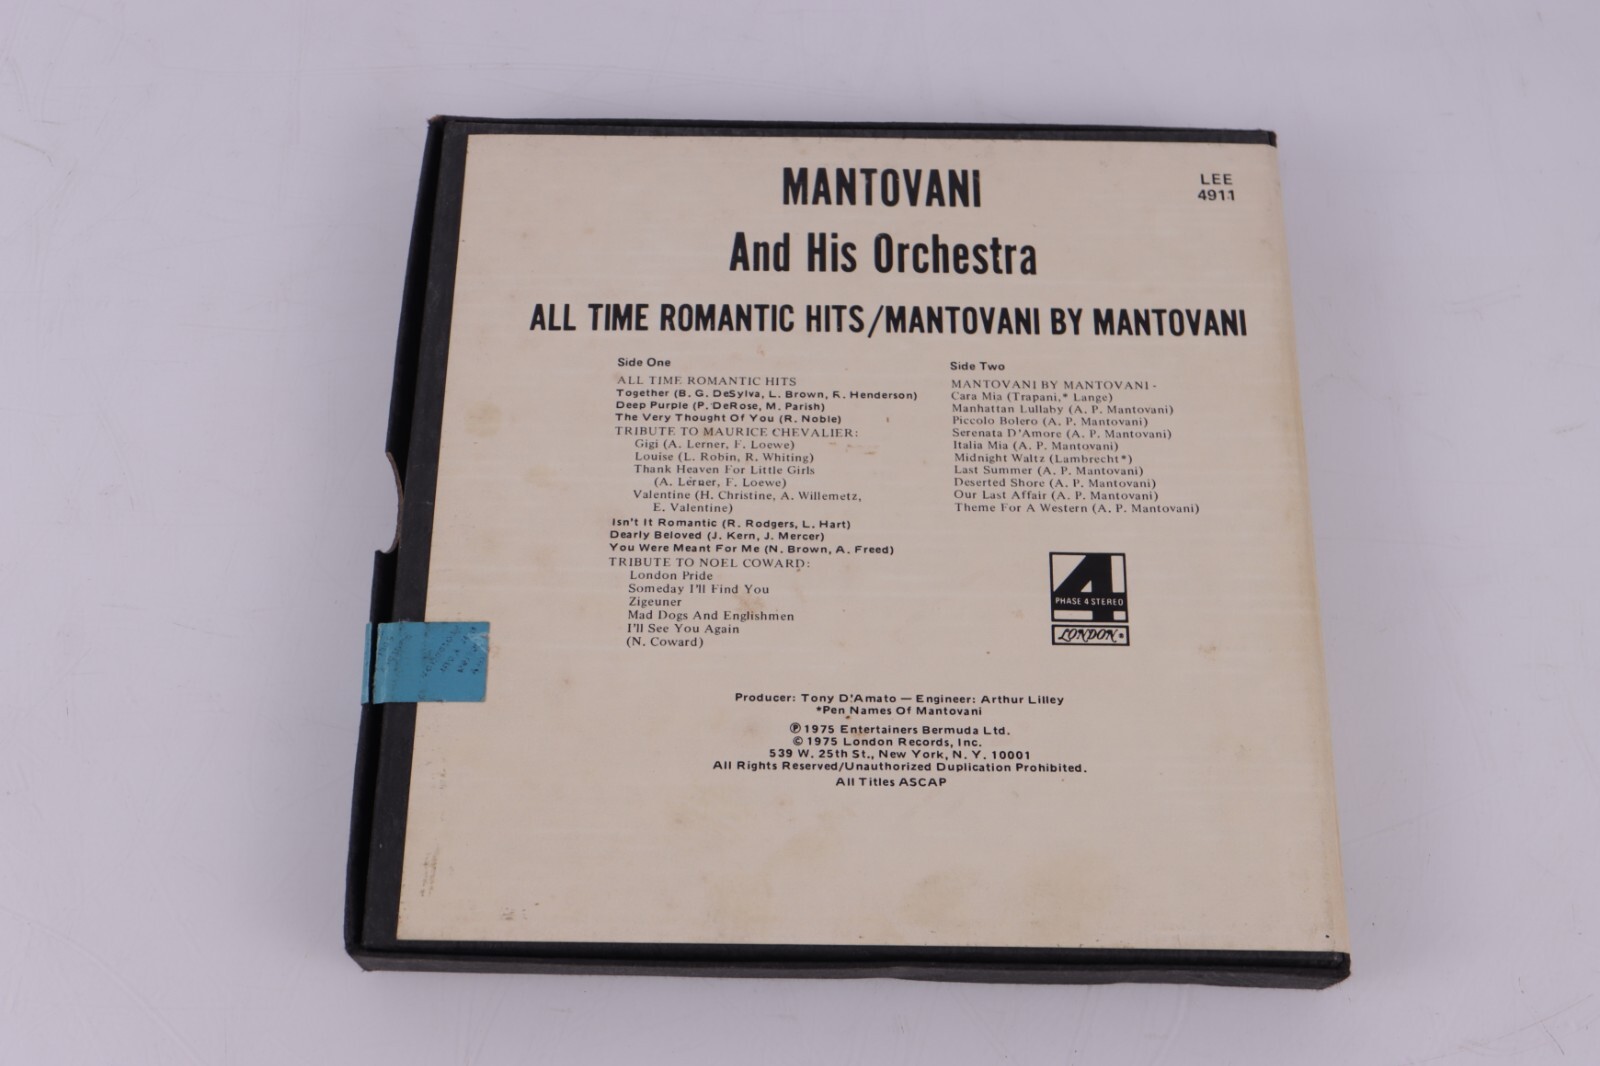 MANTOVANI
LEE
4911
And His Orchestra
ALL TIME ROMANTIC HITS/MANTOVANI BY MANTOVANI
Side One
ALL TIME ROMANTIC HITS
Together (B. G. DeSylva, L. Brown, R. Henderson)
Deep Purple (P. DeRose, M. Parish)
The Very Thought Of You (R. Noble)
TRIBUTE TO MAURICE CHEVALIER:
Gigi (A. Lerner, F. Loewe)
Louise (L. Robin, R. Whiting)
Thank Heaven For Little Girls
(A. Lerner, F. Loewe)
Valentine (H. Christine, A. Willemetz,
E. Valentine)
Isn't It Romantic (R. Rodgers, L. Hart)
Dearly Beloved (J. Kern, J. Mercer)
You Were Meant For Me (N. Brown, A. Freed)
TRIBUTE TO NOEL COWARD:
London Pride
Someday I'll Find You
Zigeuner
Mad Dogs And Englishmen
I'll See You Again
(N. Coward)
Side Two
MANTOVANI BY MANTOVANI -
Cara Mia (Trapani,* Lange)
Manhattan Lullaby (A. P. Mantovani)
Piccolo Bolero (A. P. Mantovani)
Serenata D'Amore (A. P. Mantovani)
Italia Mia (A. P. Mantovani)
Midnight Waltz (Lambrecht*)
Last Summer (A. P. Mantovani)
Deserted Shore (A. P. Mantovani)
Our Last Affair (A. P. Mantovani)
Theme For A Western (A. P. Mantovani)
4
PHASE 4 STEREO
LONDON
Producer: Tony D'Amato — Engineer: Arthur Lilley
*Pen Names Of Mantovani
℗ 1975 Entertainers Bermuda Ltd.
© 1975 London Records, Inc.
539 W. 25th St., New York, N. Y. 10001
All Rights Reserved/Unauthorized Duplication Prohibited.
All Titles ASCAP